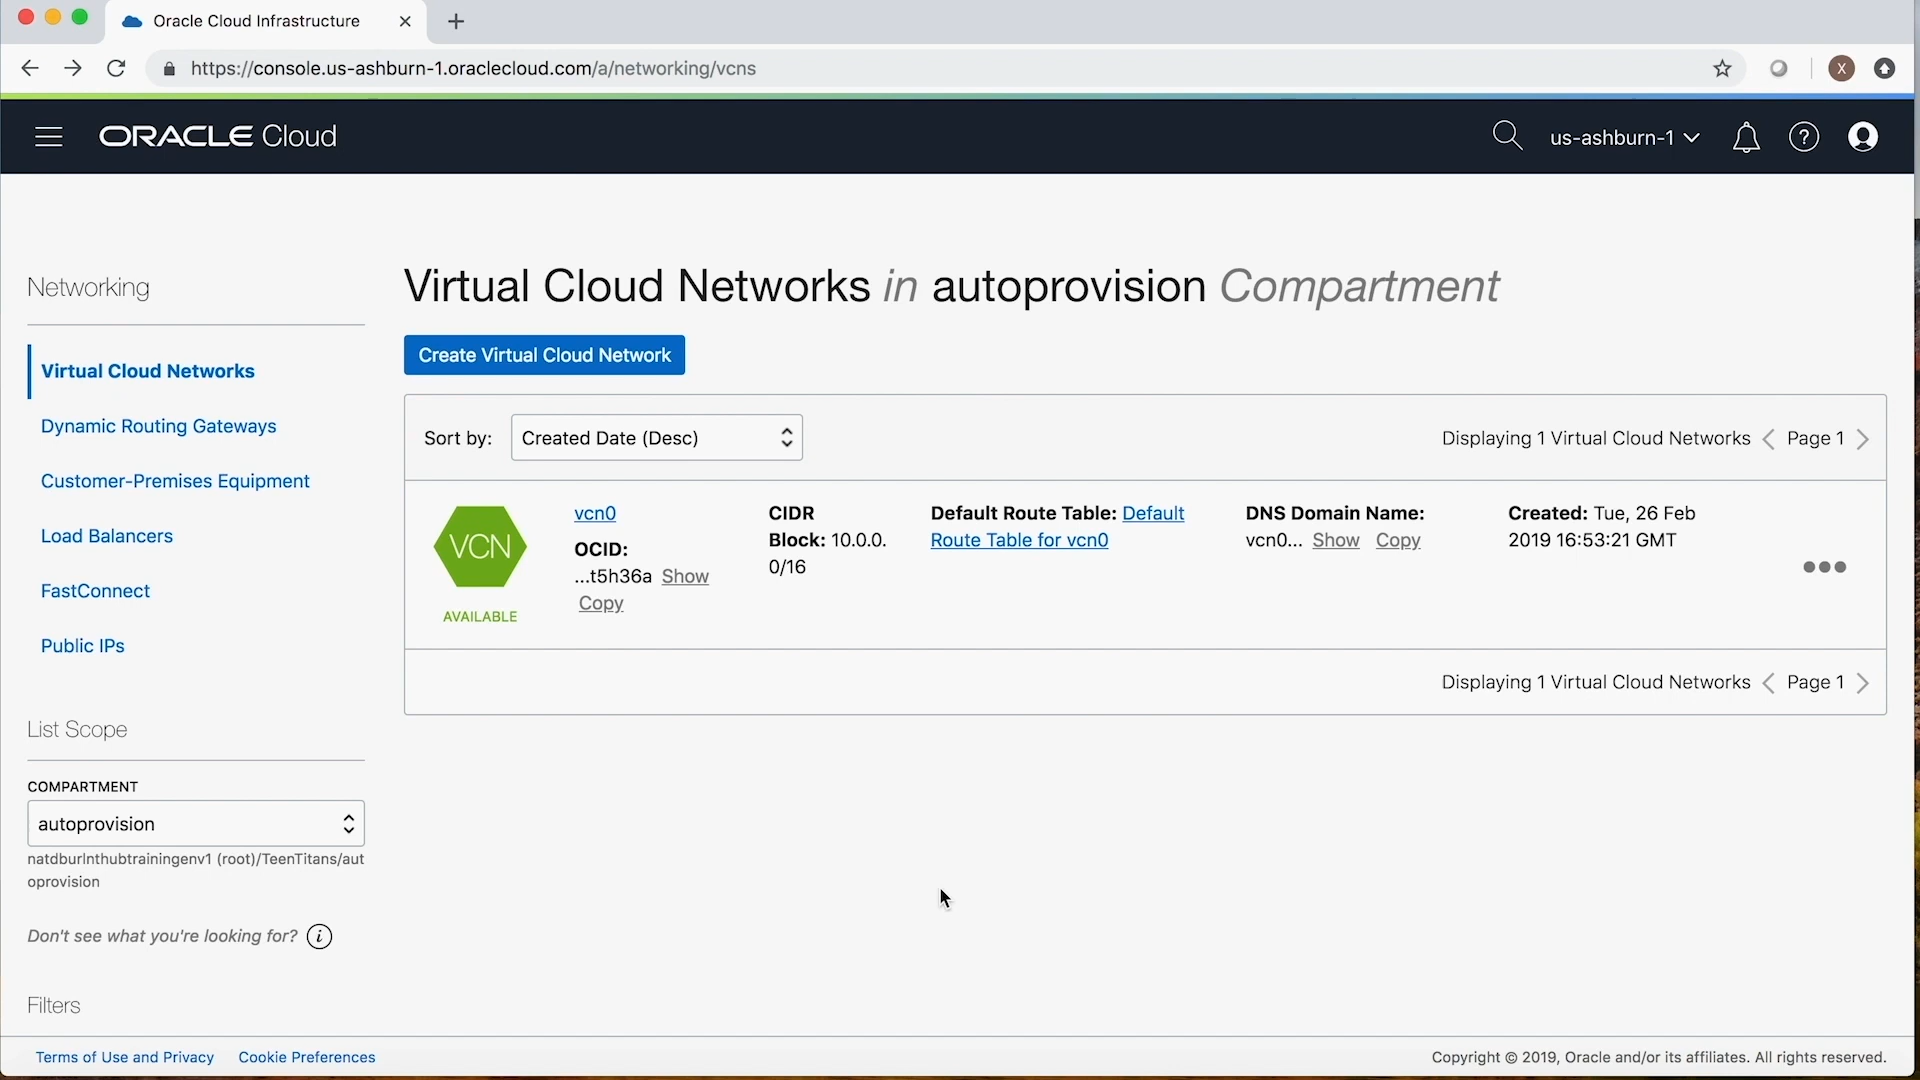 Oracle Cloud Infrastructure
https://console.us-ashburn-1.oraclecloud.com/a/networking/vcns
X
ORACLE Cloud
us-ashburn-1
?
Networking
Virtual Cloud Networks
Dynamic Routing Gateways
Customer-Premises Equipment
Load Balancers
FastConnect
Public IPs
List Scope
COMPARTMENT
autoprovision
natdburlnthubtrainingenv1 (root)/TeenTitans/aut
oprovision
Don't see what you're looking for? i
Filters
Virtual Cloud Networks in autoprovision Compartment
Create Virtual Cloud Network
Sort by: Created Date (Desc)
Displaying 1 Virtual Cloud Networks < Page 1 >
VCN
AVAILABLE
vcn0
OCID:
...t5h36a Show
Copy
CIDR
Block: 10.0.0.
0/16
Default Route Table: Default
Route Table for vcn0
DNS Domain Name:
vcn0... Show Copy
Created: Tue, 26 Feb
2019 16:53:21 GMT
Displaying 1 Virtual Cloud Networks < Page 1 >
Terms of Use and Privacy Cookie Preferences
Copyright © 2019, Oracle and/or its affiliates. All rights reserved.